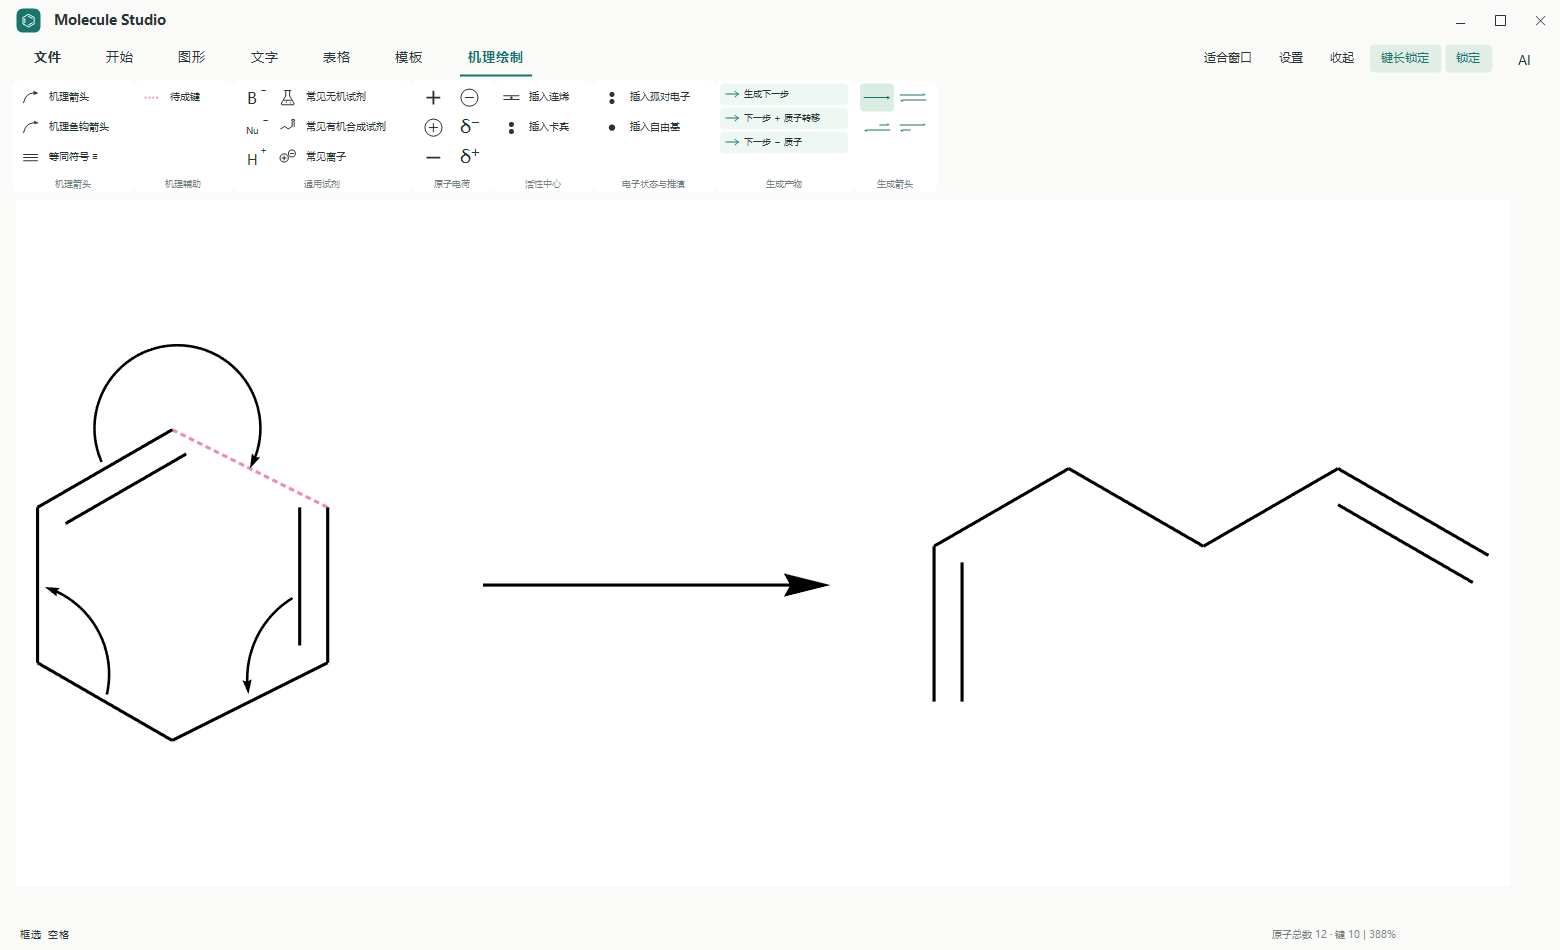 Molecule Studio
文件 开始 图形 文字 表格 模板 机理绘制 适合窗口 设置 收起 键长锁定 锁定 AI
机理箭头
机理鱼钩箭头
等同符号 ≡
机理箭头
待成键
机理辅助
B⁻ 常见无机试剂
Nu⁻ 常见有机合成试剂
H⁺ 常见离子
通用试剂
+ ⊖
⊕ δ⁻
− δ⁺
原子电荷
插入连烯
插入卡宾
活性中心
插入孤对电子
插入自由基
电子状态与推演
生成下一步
下一步 + 质子转移
下一步 − 质子
生成产物
生成箭头
框选 空格
原子总数 12 · 键 10 | 388%